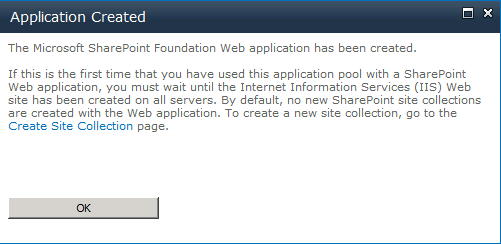 Application Created
The Microsoft SharePoint Foundation Web application has been created.
If this is the first time that you have used this application pool with a SharePoint
Web application, you must wait until the Internet Information Services (IIS) Web
site has been created on all servers. By default, no new SharePoint site collections
are created with the Web application. To create a new site collection, go to the
Create Site Collection page.
OK